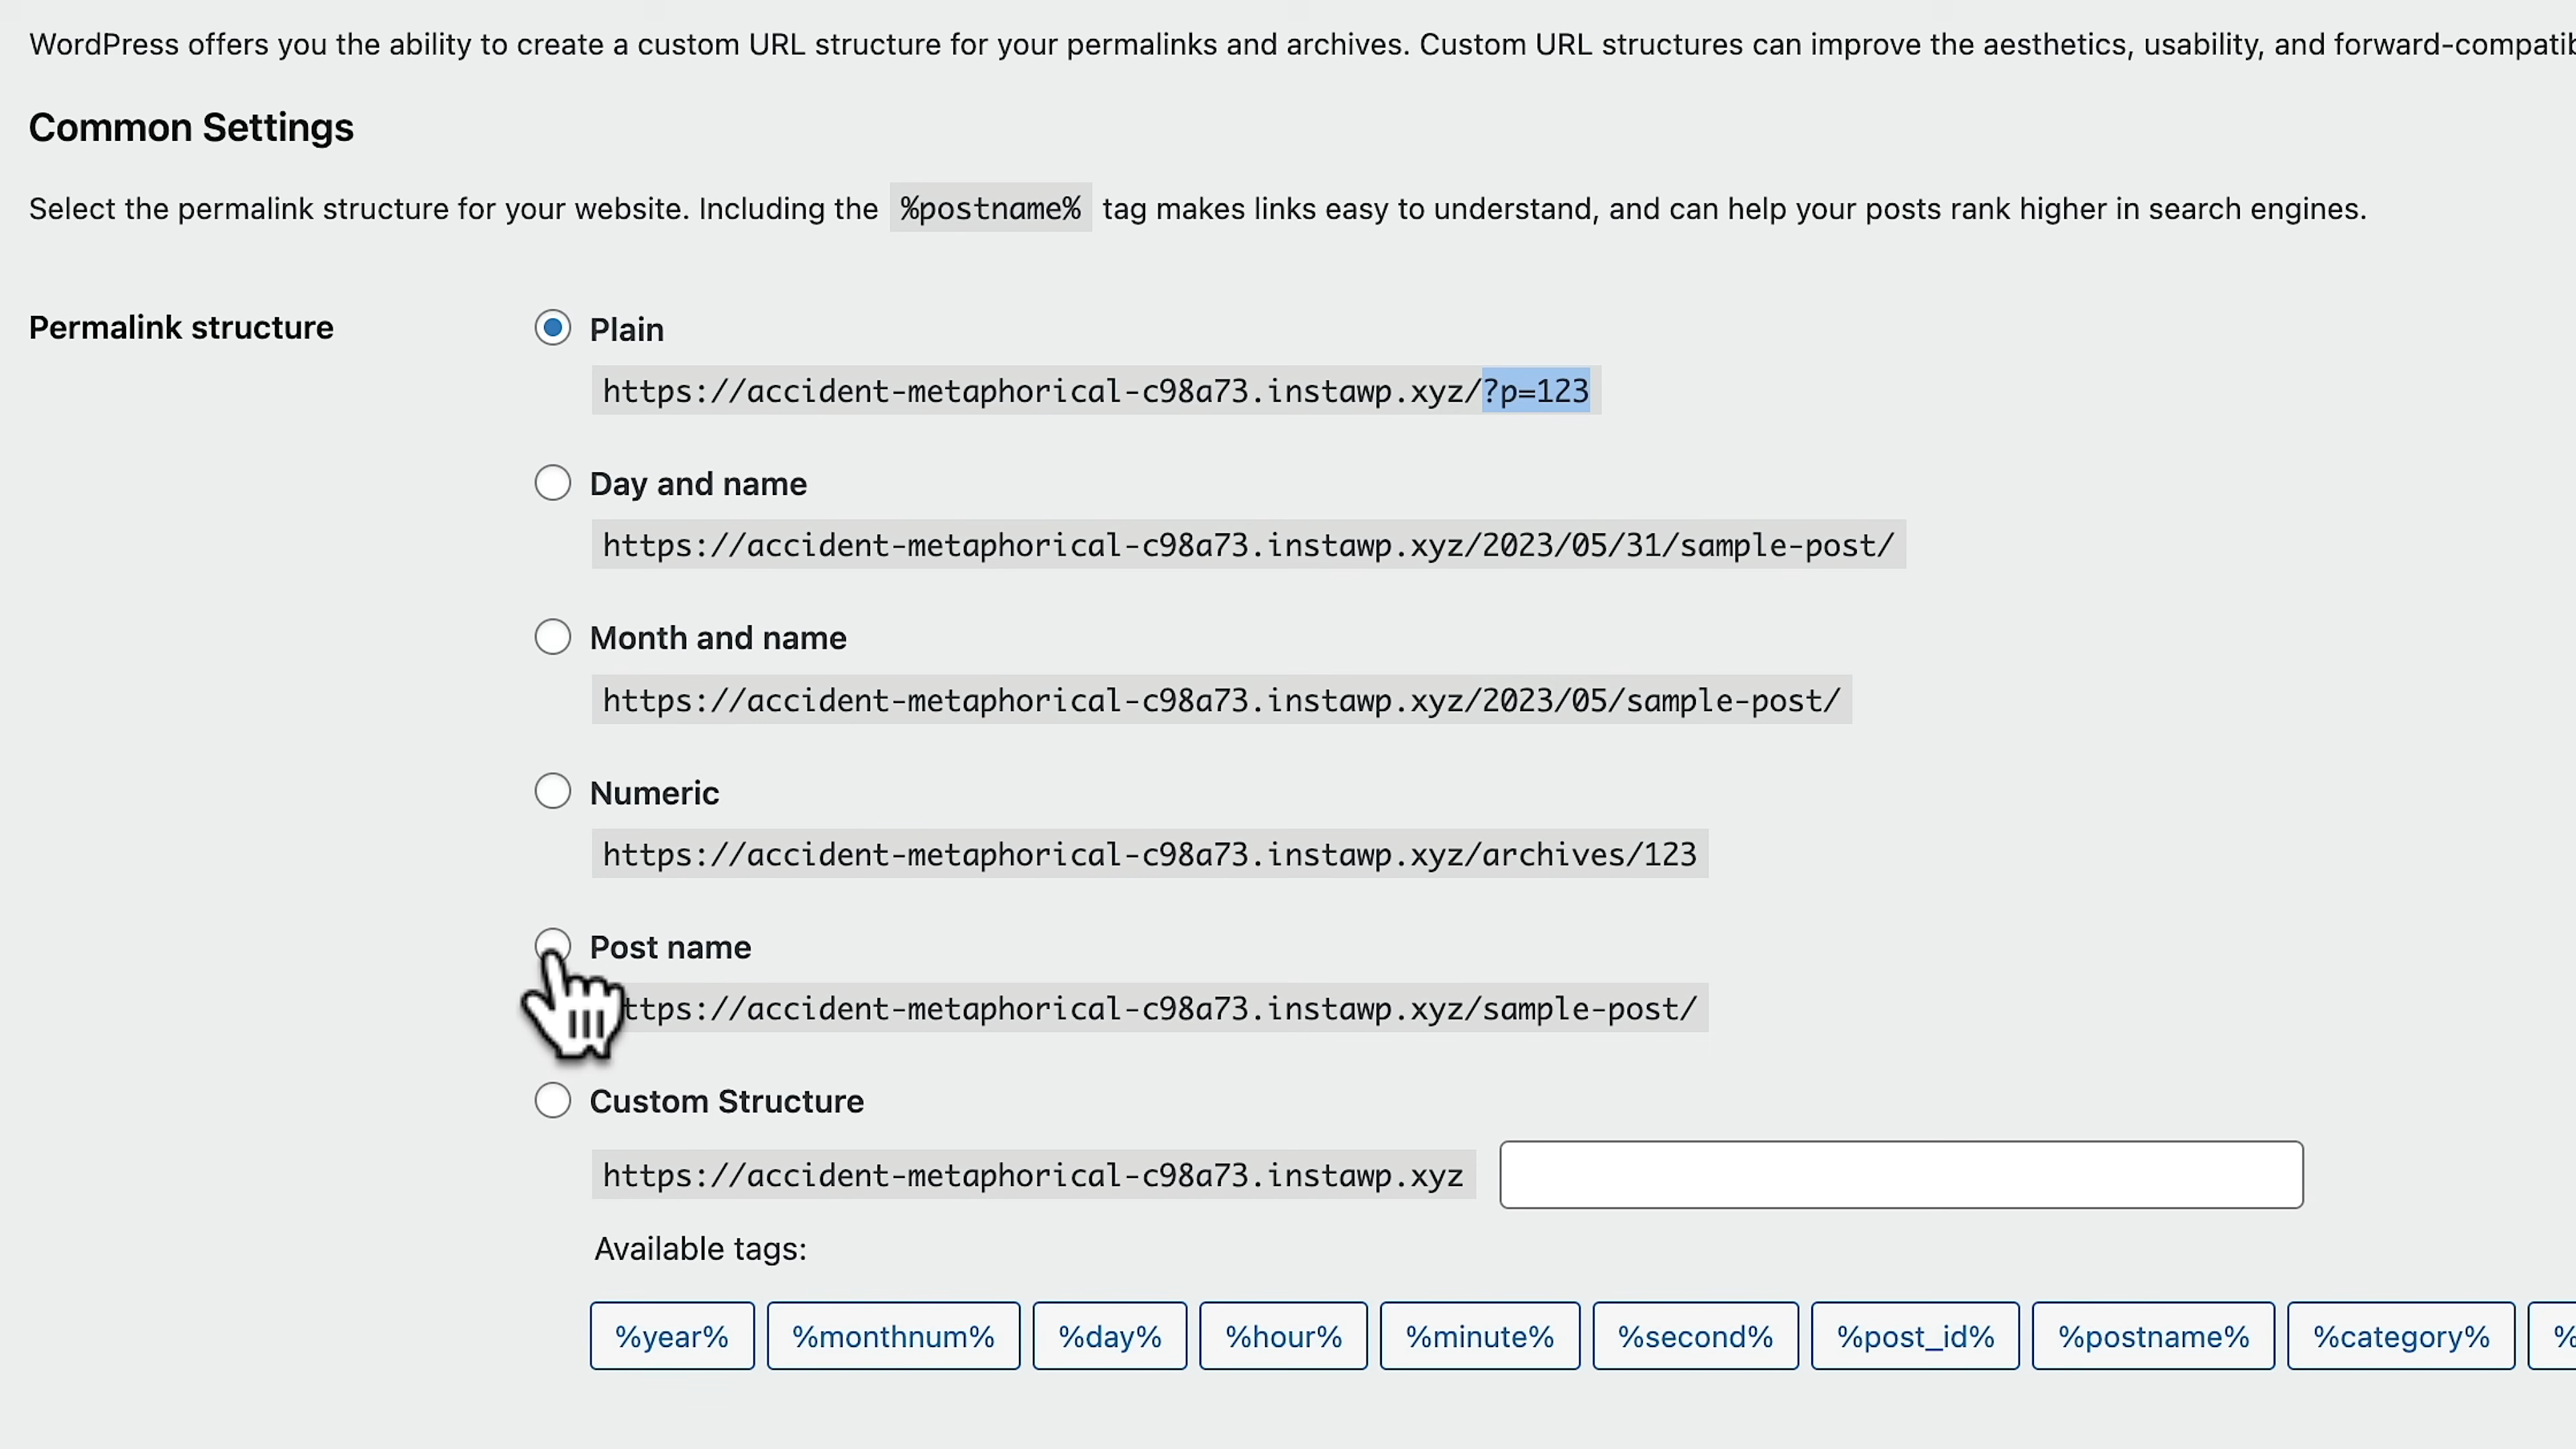 WordPress offers you the ability to create a custom URL structure for your permalinks and archives. Custom URL structures can improve the aesthetics, usability, and
Common Settings
Select the permalink structure for your website. Including the %postname% tag makes links easy to understand, and can help your posts rank higher in search engines.
Permalink structure
Plain
https://accident-metaphorical-c98a73.instawp.xyz/?p=123
Day and name
https://accident-metaphorical-c98a73.instawp.xyz/2023/05/31/sample-post/
Month and name
https://accident-metaphorical-c98a73.instawp.xyz/2023/05/sample-post/
Numeric
https://accident-metaphorical-c98a73.instawp.xyz/archives/123
Post name
ttps://accident-metaphorical-c98a73.instawp.xyz/sample-post/
Custom Structure
https://accident-metaphorical-c98a73.instawp.xyz
Available tags:
%year% %monthnum% %day% %hour% %minute% %second% %post_id% %postname% %category%